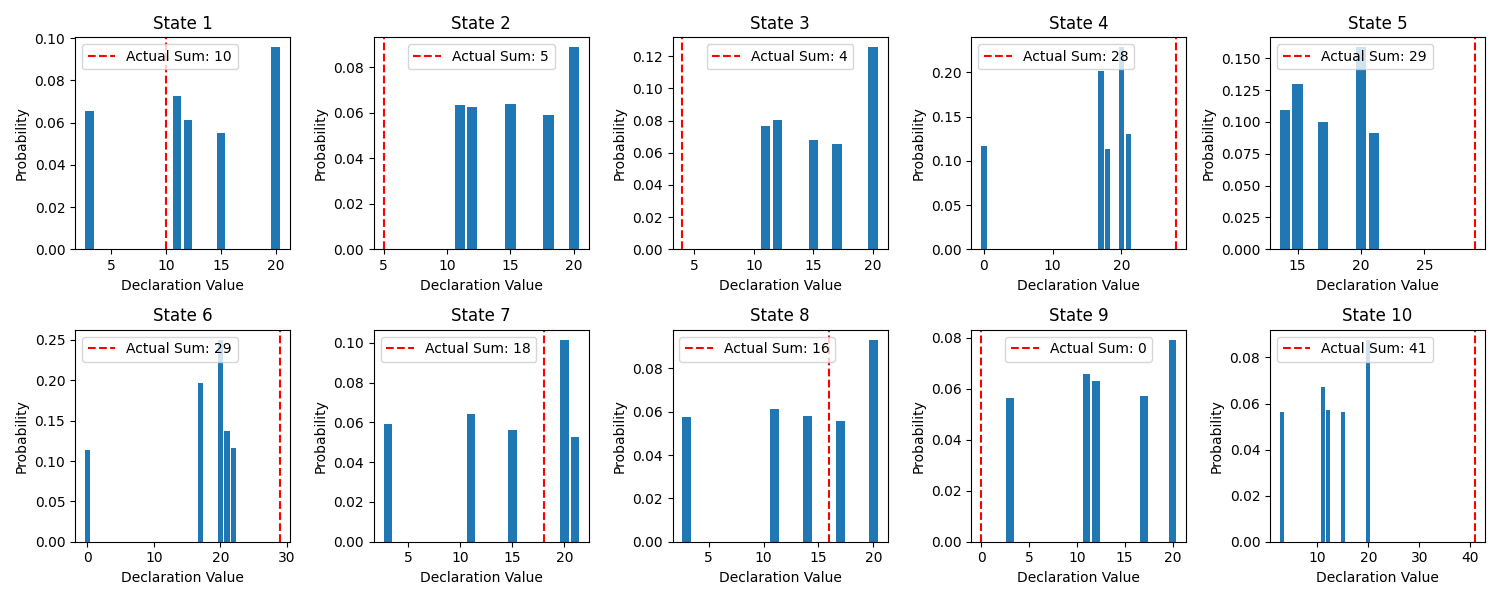 State 1
State 2
State 3
State 4
State 5
Actual Sum: 10
Actual Sum: 5
Actual Sum: 4
Actual Sum: 28
Actual Sum: 29
Probability
0.10
0.08
0.06
0.04
0.02
0.00
5
10
15
20
Declaration Value
Probability
0.08
0.06
0.04
0.02
0.00
5
10
15
20
Declaration Value
Probability
0.12
0.10
0.08
0.06
0.04
0.02
0.00
5
10
15
20
Declaration Value
Probability
0.20
0.15
0.10
0.05
0.00
0
10
20
Declaration Value
Probability
0.150
0.125
0.100
0.075
0.050
0.025
0.000
15
20
25
Declaration Value
State 6
State 7
State 8
State 9
State 10
Actual Sum: 29
Actual Sum: 18
Actual Sum: 16
Actual Sum: 0
Actual Sum: 41
Probability
0.25
0.20
0.15
0.10
0.05
0.00
0
10
20
30
Declaration Value
Probability
0.10
0.08
0.06
0.04
0.02
0.00
5
10
15
20
Declaration Value
Probability
0.08
0.06
0.04
0.02
0.00
5
10
15
20
Declaration Value
Probability
0.08
0.06
0.04
0.02
0.00
0
5
10
15
20
Declaration Value
Probability
0.08
0.06
0.04
0.02
0.00
10
20
30
40
Declaration Value